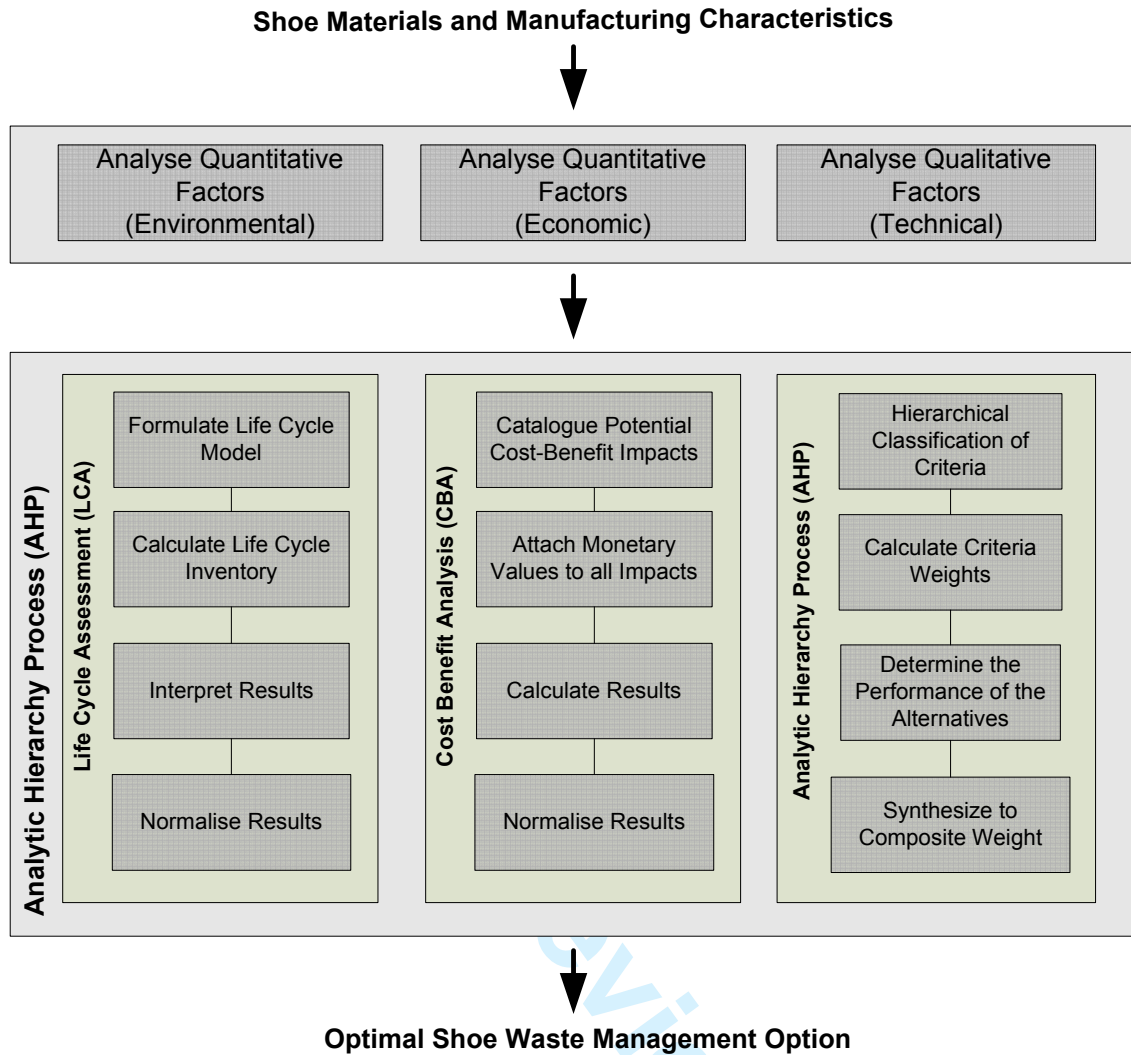 Shoe Materials and Manufacturing Characteristics
Analyse Quantitative
Factors
(Environmental)
Analyse Quantitative
Factors
(Economic)
Analyse Qualitative
Factors
(Technical)
Analytic Hierarchy Process (AHP)
Life Cycle Assessment (LCA)
Formulate Life Cycle
Model
Calculate Life Cycle
Inventory
Interpret Results
Normalise Results
Cost Benefit Analysis (CBA)
Catalogue Potential
Cost-Benefit Impacts
Attach Monetary
Values to all Impacts
Calculate Results
Normalise Results
Analytic Hierarchy Process (AHP)
Hierarchical
Classification of
Criteria
Calculate Criteria
Weights
Determine the
Performance of the
Alternatives
Synthesize to
Composite Weight
Optimal Shoe Waste Management Option